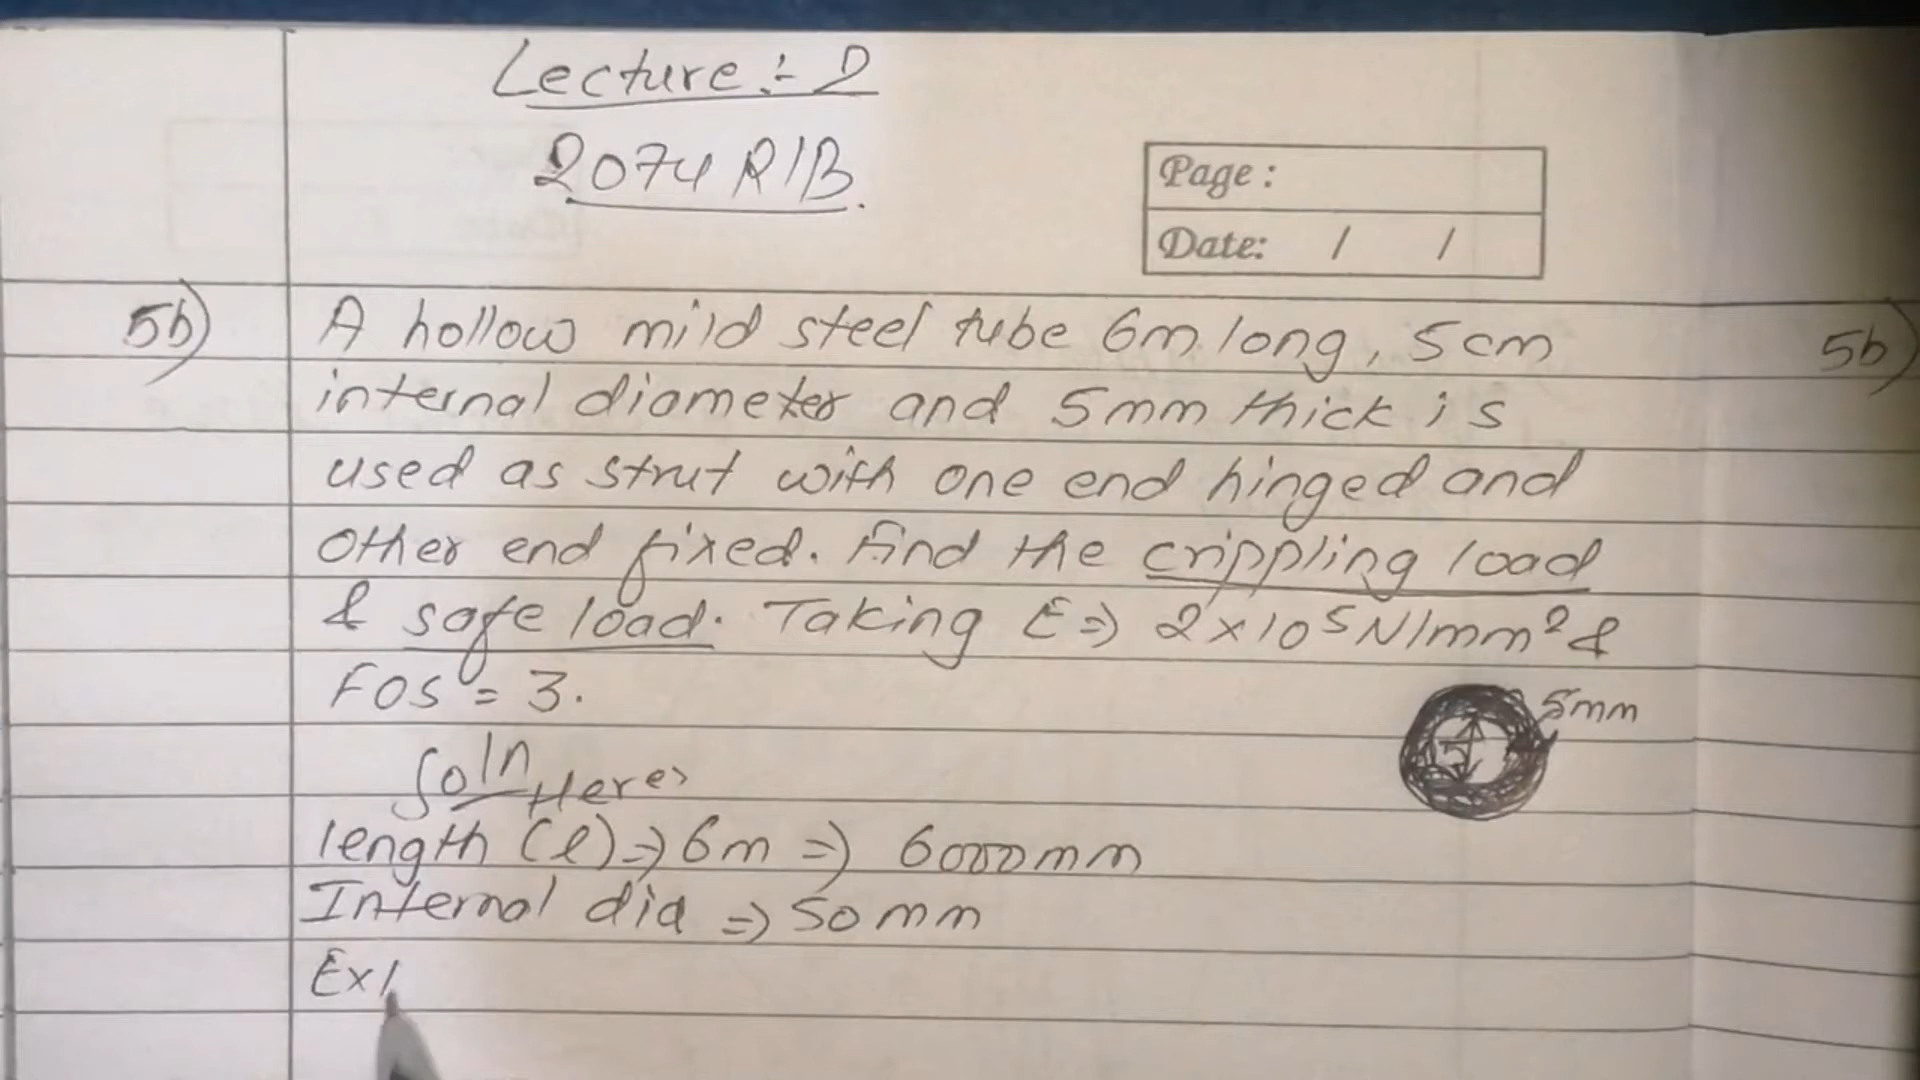 Lecture :- 2
2074 R/B.
Page :
Date: / /
5b) A hollow mild steel tube 6m long, 5cm
internal diameter and 5mm thick is
used as strut with one end hinged and
other end fixed. Find the crippling load
& safe load. Taking E => 2×10⁵N/mm² &
FOS = 3.
5mm
Soln Here,
length (l) => 6m => 6000mm
Internal dia => 50mm
Ext
5b)